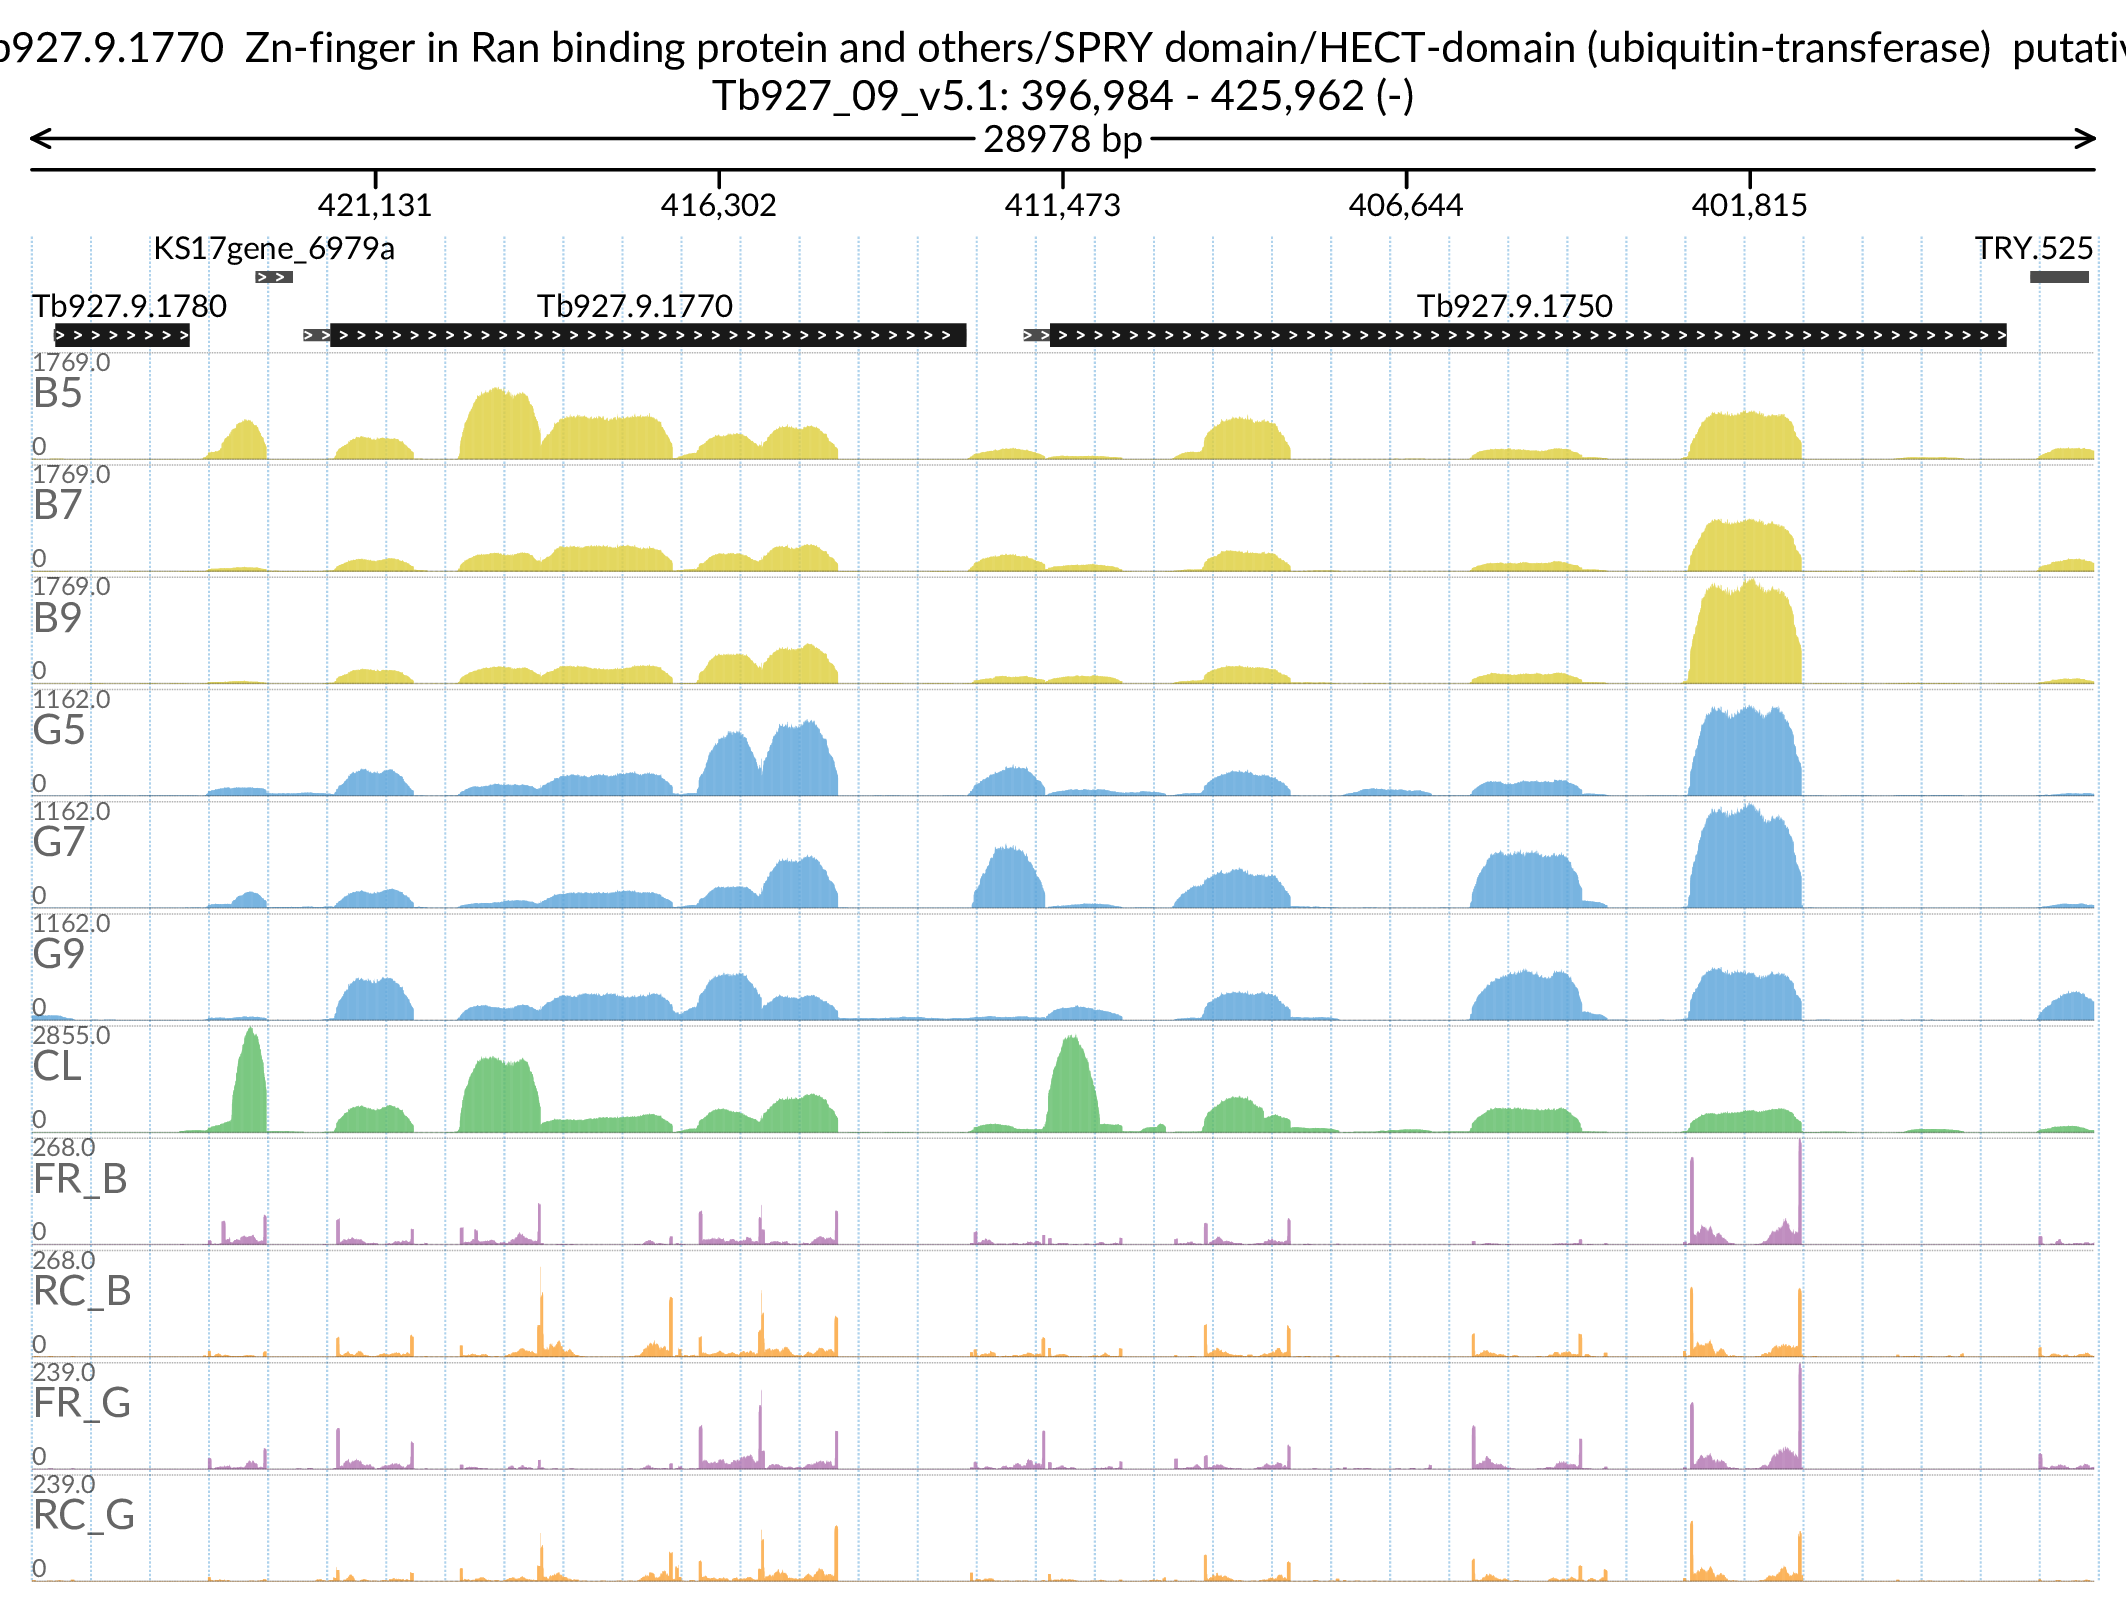 b927.9.1770 Zn-finger in Ran binding protein and others/SPRY domain/HECT-domain (ubiquitin-transferase) putativ
Tb927_09_v5.1: 396,984 - 425,962 (-)
28978 bp
421,131 416,302 411,473 406,644 401,815
KS17gene_6979a TRY.525
Tb927.9.1780 Tb927.9.1770 Tb927.9.1750
1769.0
B5
0
1769.0
B7
0
1769.0
B9
0
1162.0
G5
0
1162.0
G7
0
1162.0
G9
0
2855.0
CL
0
268.0
FR_B
0
268.0
RC_B
0
239.0
FR_G
0
239.0
RC_G
0